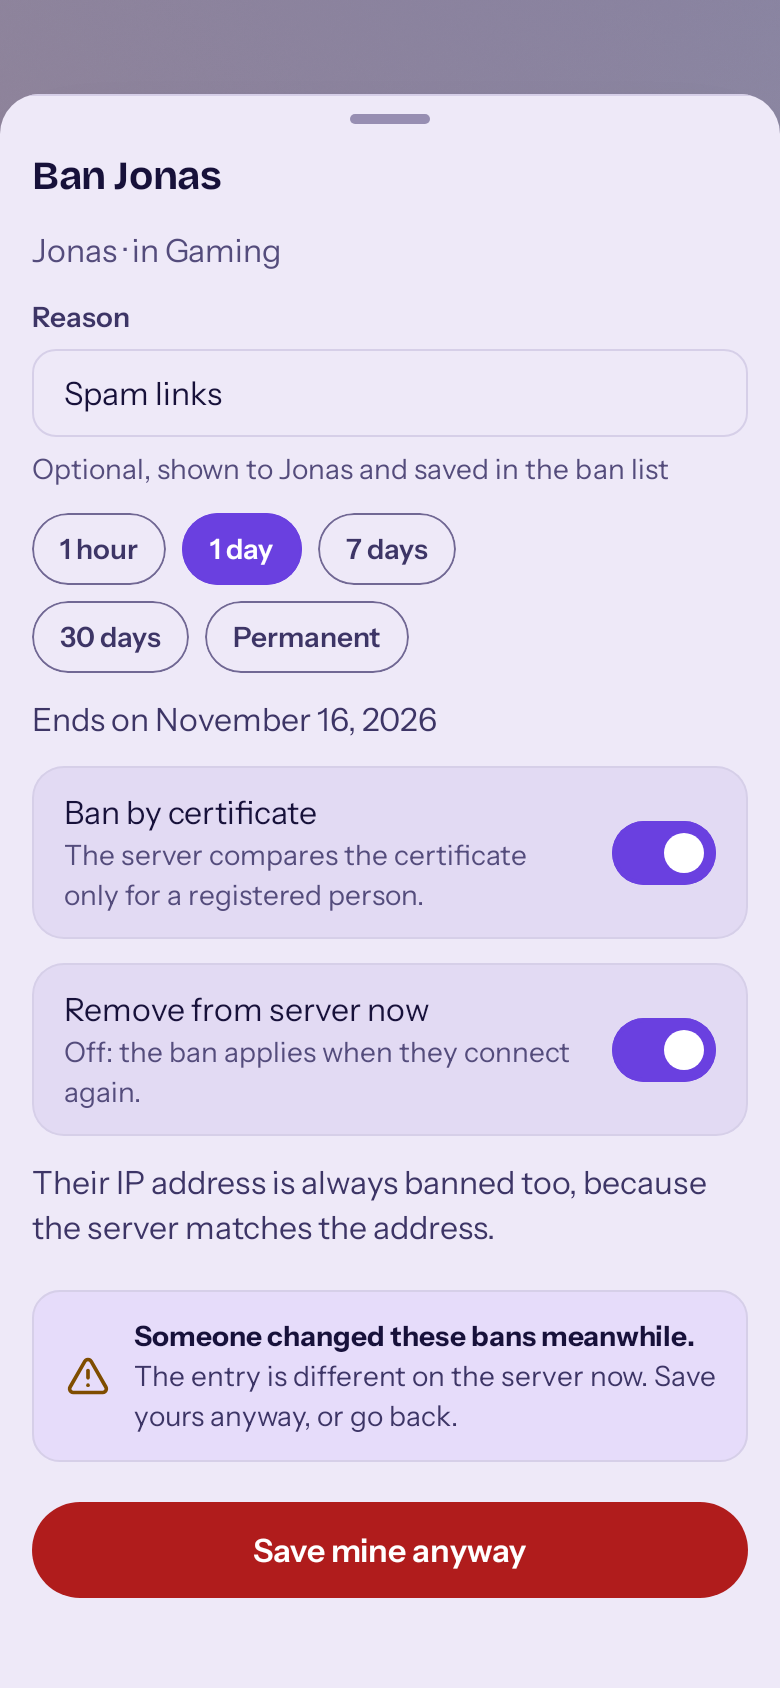 Ban Jonas
Jonas · in Gaming
Reason
Spam links
Optional, shown to Jonas and saved in the ban list
1 hour
1 day
7 days
30 days
Permanent
Ends on November 16, 2026
Ban by certificate
The server compares the certificate
only for a registered person.
Remove from server now
Off: the ban applies when they connect
again.
Their IP address is always banned too, because
the server matches the address.
Someone changed these bans meanwhile.
The entry is different on the server now. Save
yours anyway, or go back.
Save mine anyway